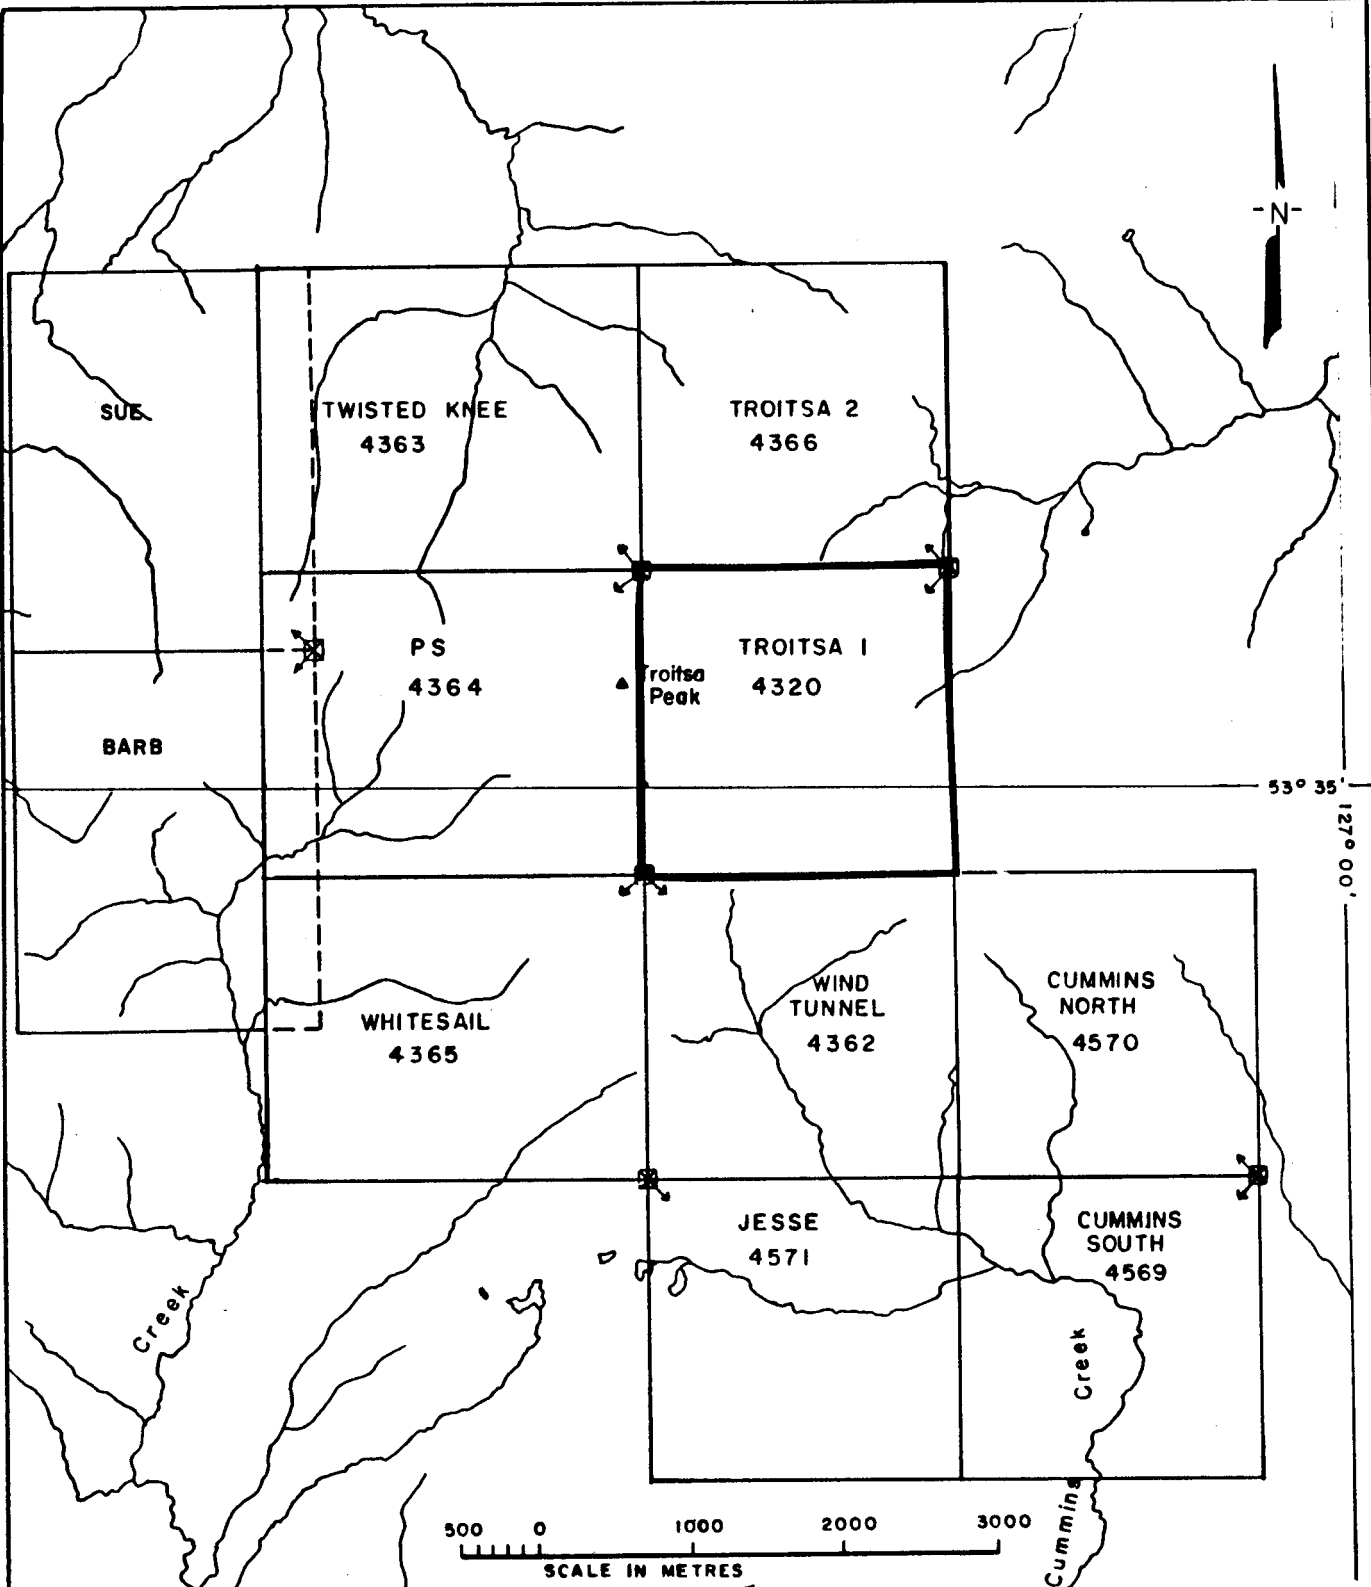 -N-
SUE
TWISTED KNEE
4363
TROITSA 2
4366
PS
4364
TROITSA 1
4320
Troitsa
Peak
BARB
53° 35'
127° 00'
WIND
TUNNEL
4362
CUMMINS
NORTH
4570
WHITESAIL
4365
JESSE
4571
CUMMINS
SOUTH
4569
Creek
Cummins Creek
500 0 1000 2000 3000
SCALE IN METRES